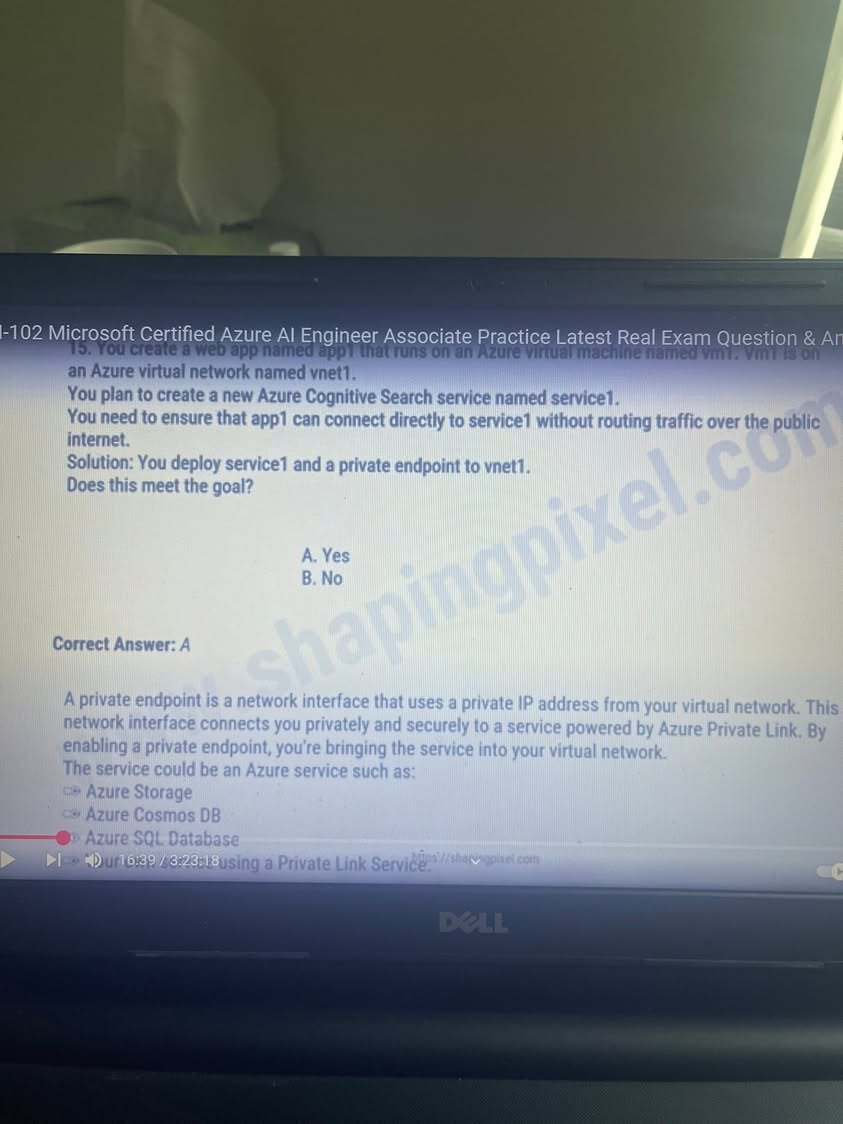 -102 Microsoft Certified Azure AI Engineer Associate Practice Latest Real Exam Question & An
15. You create a web app named app1 that runs on an Azure virtual machine named vm1. Vm1 is on
an Azure virtual network named vnet1.
You plan to create a new Azure Cognitive Search service named service1.
You need to ensure that app1 can connect directly to service1 without routing traffic over the public
internet.
Solution: You deploy service1 and a private endpoint to vnet1.
Does this meet the goal?
A. Yes
B. No
shapingpixel.com
Correct Answer: A
A private endpoint is a network interface that uses a private IP address from your virtual network. This
network interface connects you privately and securely to a service powered by Azure Private Link. By
enabling a private endpoint, you're bringing the service into your virtual network.
The service could be an Azure service such as:
Azure Storage
Azure Cosmos DB
Azure SQL Database
16:39 / 3:23:18 using a Private Link Service.
https://shapingpixel.com
DELL